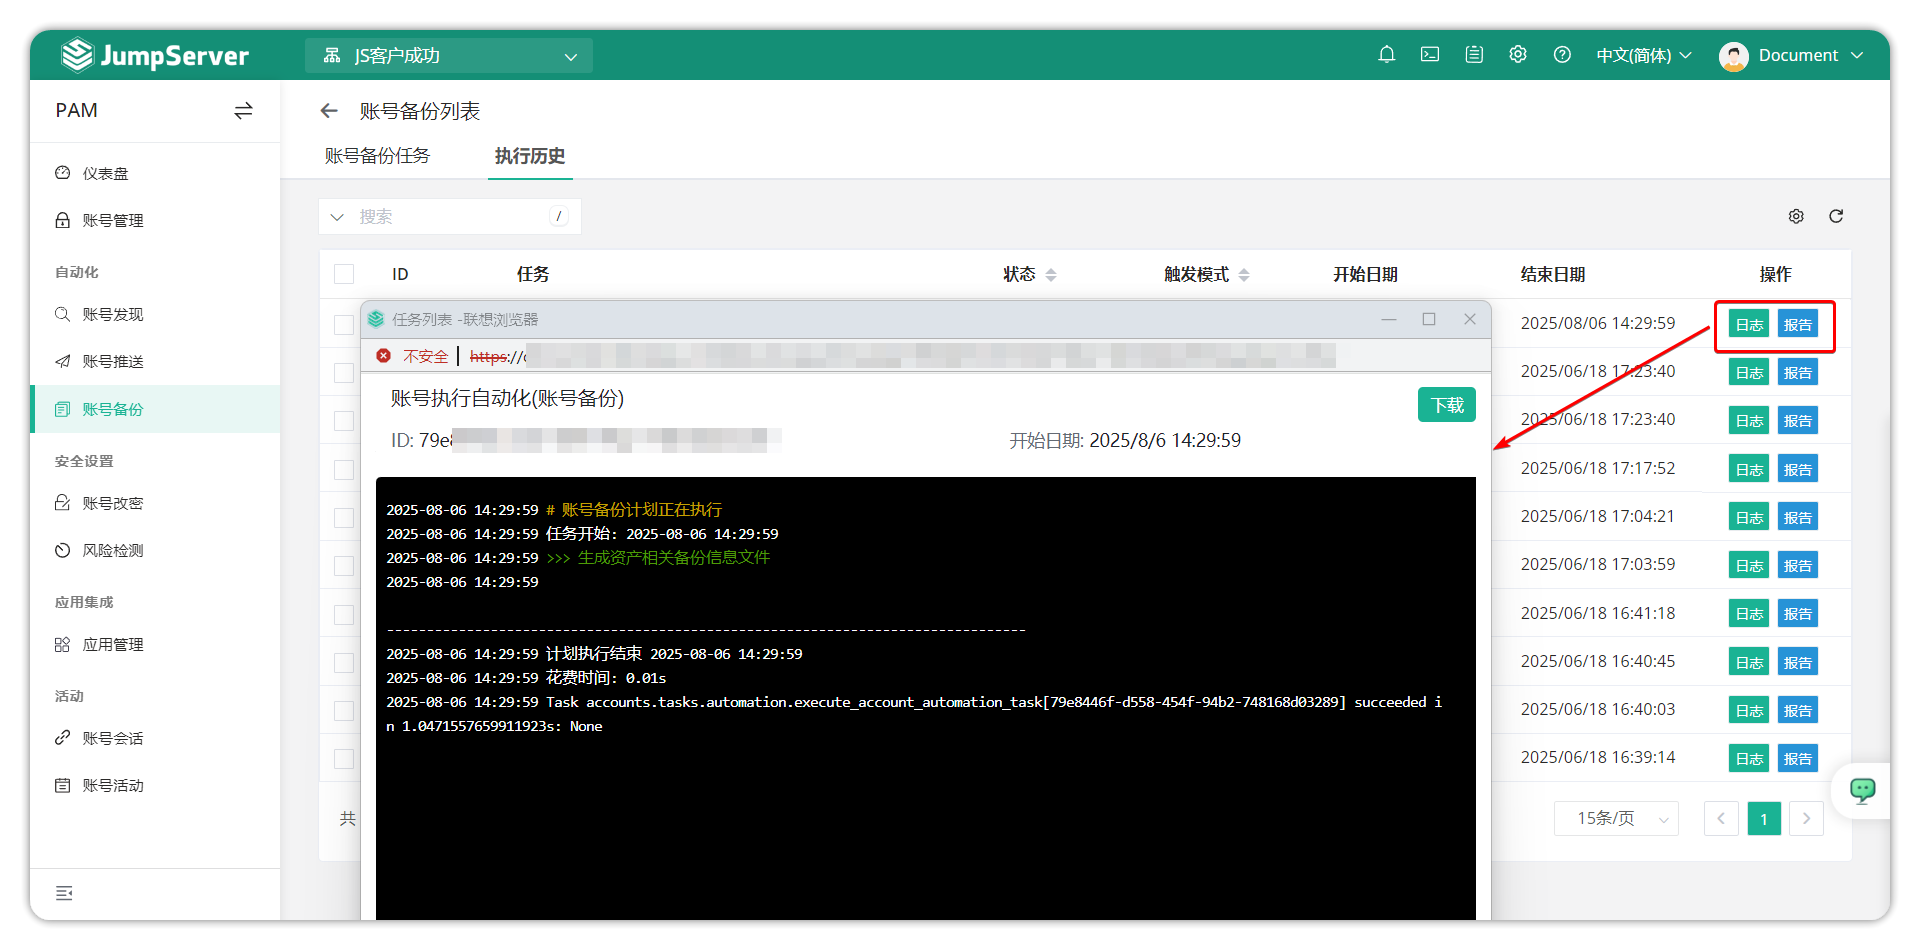 JumpServer
JS客户成功
中文(简体)
Document
PAM
账号备份列表
账号备份任务
执行历史
仪表盘
账号管理
自动化
账号发现
账号推送
账号备份
安全设置
账号改密
风险检测
应用集成
应用管理
活动
账号会话
账号活动
搜索
/
ID
任务
状态
触发模式
开始日期
结束日期
操作
2025/08/06 14:29:59
日志
报告
2025/06/18 17:23:40
日志
报告
2025/06/18 17:23:40
日志
报告
2025/06/18 17:17:52
日志
报告
2025/06/18 17:04:21
日志
报告
2025/06/18 17:03:59
日志
报告
2025/06/18 16:41:18
日志
报告
2025/06/18 16:40:45
日志
报告
2025/06/18 16:40:03
日志
报告
2025/06/18 16:39:14
日志
报告
共
15条/页
1
任务列表 -联想浏览器
不安全
https://
账号执行自动化(账号备份)
下载
ID: 79e
开始日期: 2025/8/6 14:29:59
2025-08-06 14:29:59 # 账号备份计划正在执行
2025-08-06 14:29:59 任务开始: 2025-08-06 14:29:59
2025-08-06 14:29:59 >>> 生成资产相关备份信息文件
2025-08-06 14:29:59
--------------------------------------------------------------------------------
2025-08-06 14:29:59 计划执行结束 2025-08-06 14:29:59
2025-08-06 14:29:59 花费时间: 0.01s
2025-08-06 14:29:59 Task accounts.tasks.automation.execute_account_automation_task[79e8446f-d558-454f-94b2-748168d03289] succeeded i
n 1.0471557659911923s: None